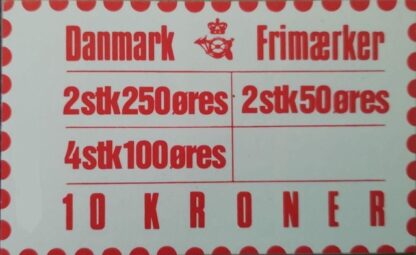 Danmark Frimærker
2stk250øres 2stk50øres
4stk100øres
10 KRONER